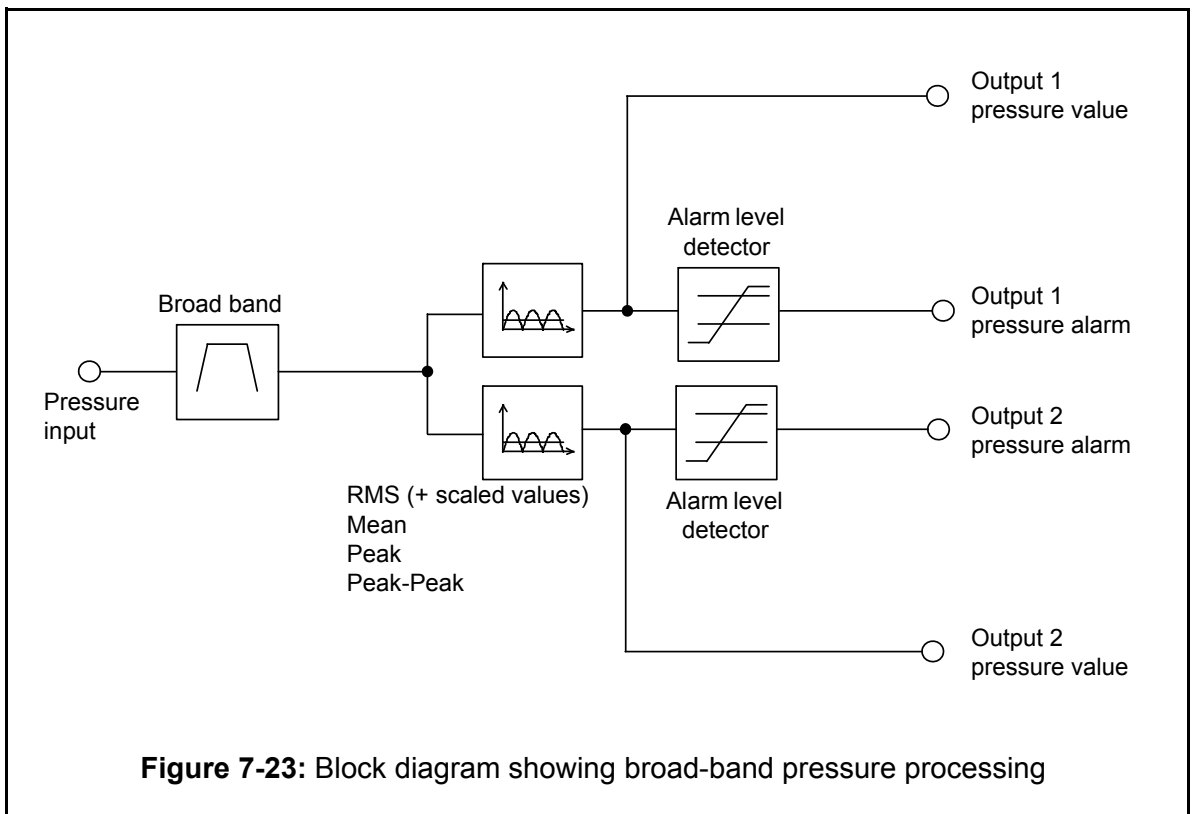 Output 1
pressure value
Alarm level
detector
Broad band
Output 1
pressure alarm
Pressure
input
Output 2
pressure alarm
RMS (+ scaled values)
Mean
Peak
Peak-Peak
Alarm level
detector
Output 2
pressure value
Figure 7-23: Block diagram showing broad-band pressure processing